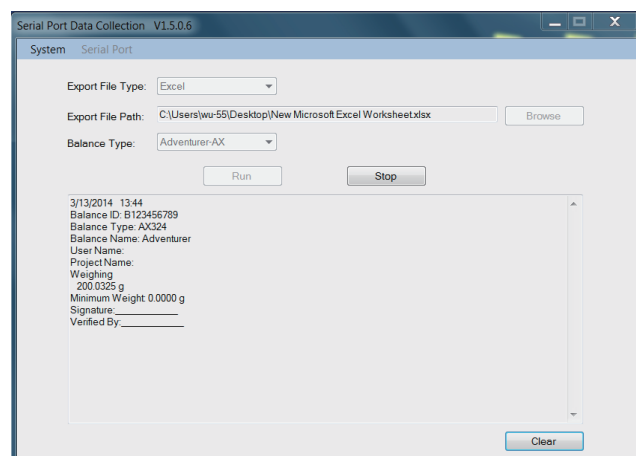 Serial Port Data Collection V1.5.0.6
System Serial Port
Export File Type: Excel
Export File Path: C:\Users\wu-55\Desktop\New Microsoft Excel Worksheet.xlsx Browse
Balance Type: Adventurer-AX
Run Stop
3/13/2014 13:44
Balance ID: B123456789
Balance Type: AX324
Balance Name: Adventurer
User Name:
Project Name:
Weighing
200.0325 g
Minimum Weight: 0.0000 g
Signature:____________
Verified By:____________
Clear